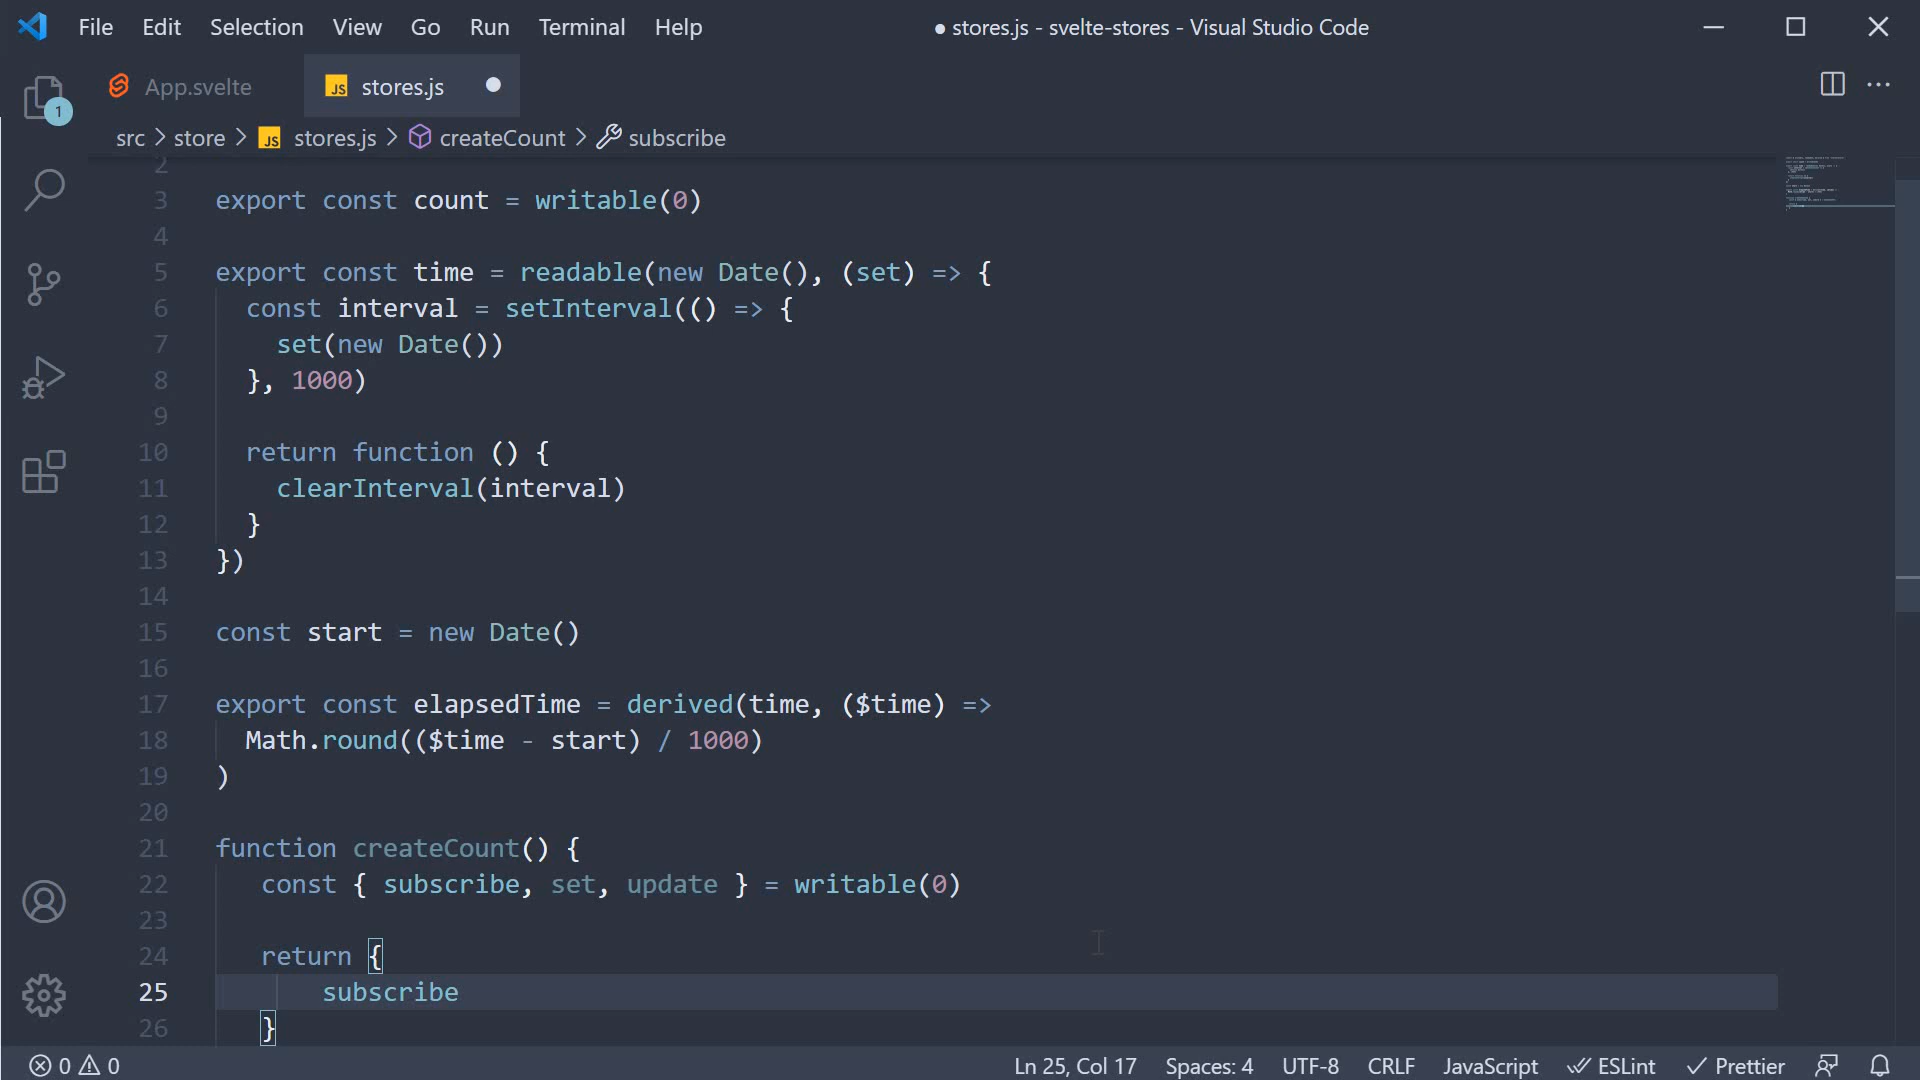 File Edit Selection View Go Run Terminal Help ● stores.js - svelte-stores - Visual Studio Code
App.svelte JS stores.js
1
src > store > JS stores.js > createCount > subscribe
2
3 export const count = writable(0)
4
5 export const time = readable(new Date(), (set) => {
6 const interval = setInterval(() => {
7 set(new Date())
8 }, 1000)
9
10 return function () {
11 clearInterval(interval)
12 }
13 })
14
15 const start = new Date()
16
17 export const elapsedTime = derived(time, ($time) =>
18 Math.round(($time - start) / 1000)
19 )
20
21 function createCount() {
22 const { subscribe, set, update } = writable(0)
23
24 return {
25 subscribe
26 }
0 0 Ln 25, Col 17 Spaces: 4 UTF-8 CRLF JavaScript ESLint Prettier